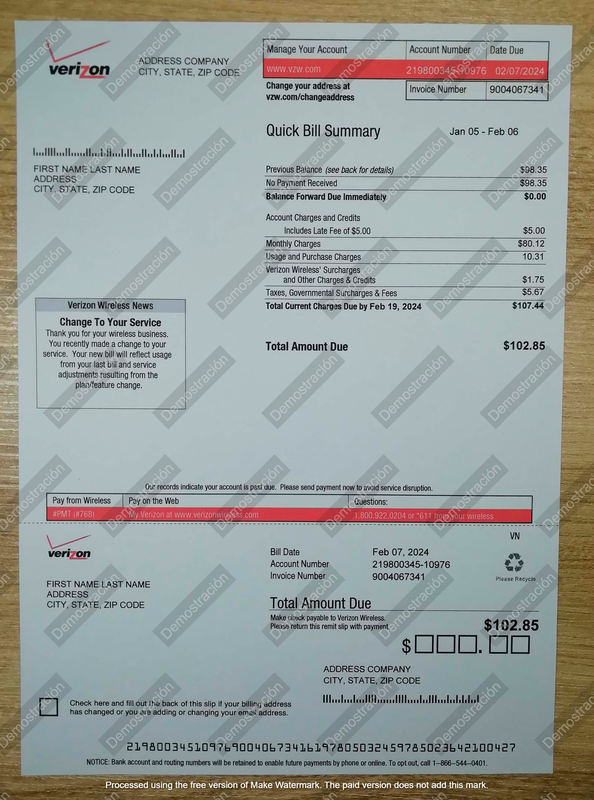 verizon
ADDRESS COMPANY
CITY, STATE, ZIP CODE
Manage Your Account Account Number Date Due
www.vzw.com 219800345-10976 02/07/2024
Change your address at
vzw.com/changeaddress
Invoice Number 9004067341
Quick Bill Summary Jan 05 - Feb 06
FIRST NAME LAST NAME
ADDRESS
CITY, STATE, ZIP CODE
Previous Balance (see back for details) $98.35
No Payment Received $98.35
Balance Forward Due Immediately $0.00
Account Charges and Credits
Includes Late Fee of $5.00 $5.00
Monthly Charges $80.12
Usage and Purchase Charges 10.31
Verizon Wireless' Surcharges
and Other Charges & Credits $1.75
Taxes, Governmental Surcharges & Fees $5.67
Total Current Charges Due by Feb 19, 2024 $107.44
Total Amount Due $102.85
Verizon Wireless News
Change To Your Service
Thank you for your wireless business.
You recently made a change to your
service. Your new bill will reflect usage
from your last bill and service
adjustments resulting from the
plan/feature change.
Our records indicate your account is past due. Please send payment now to avoid service disruption.
Pay from Wireless Pay on the Web Questions:
#PMT (#768) My Verizon at www.verizonwireless.com 1.800.922.0204 or *611 from your wireless
verizon
VN
Please Recycle
Bill Date Feb 07, 2024
Account Number 219800345-10976
Invoice Number 9004067341
FIRST NAME LAST NAME
ADDRESS
CITY, STATE, ZIP CODE
Total Amount Due
Make check payable to Verizon Wireless.
Please return this remit slip with payment.
$102.85
$ .
ADDRESS COMPANY
CITY, STATE, ZIP CODE
Check here and fill out the back of this slip if your billing address
has changed or you are adding or changing your email address.
2198003451097690040673416197805032459785023642100427
NOTICE: Bank account and routing numbers will be retained to enable future payments by phone or online. To opt out, call 1-866-544-0401.
Demostración
Processed using the free version of Make Watermark. The paid version does not add this mark.